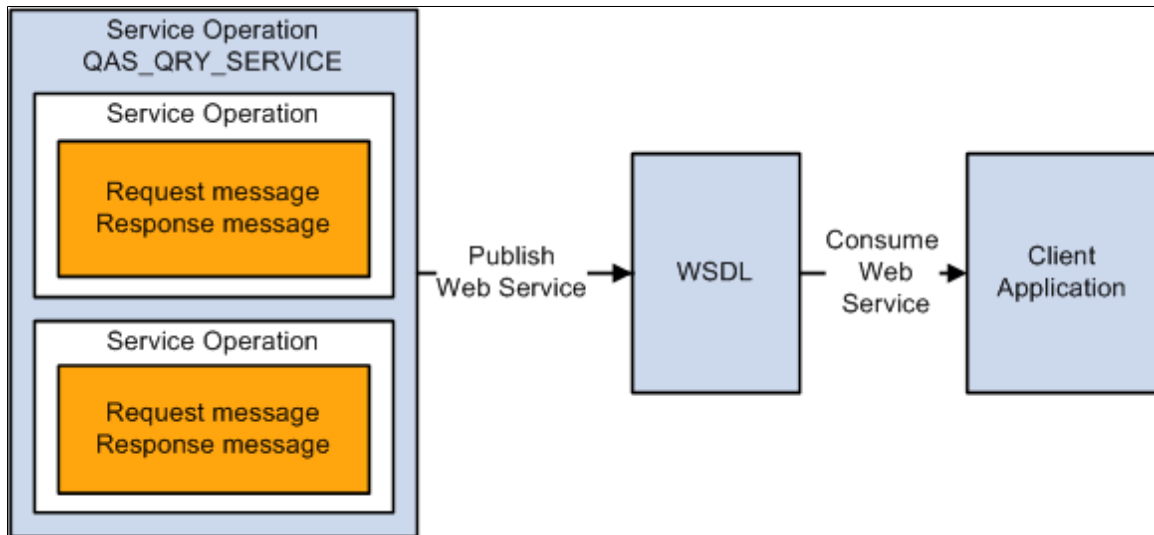 Service Operation
QAS_QRY_SERVICE
Service Operation
Request message
Response message
Service Operation
Request message
Response message
Publish
Web Service
WSDL
Consume
Web
Service
Client
Application